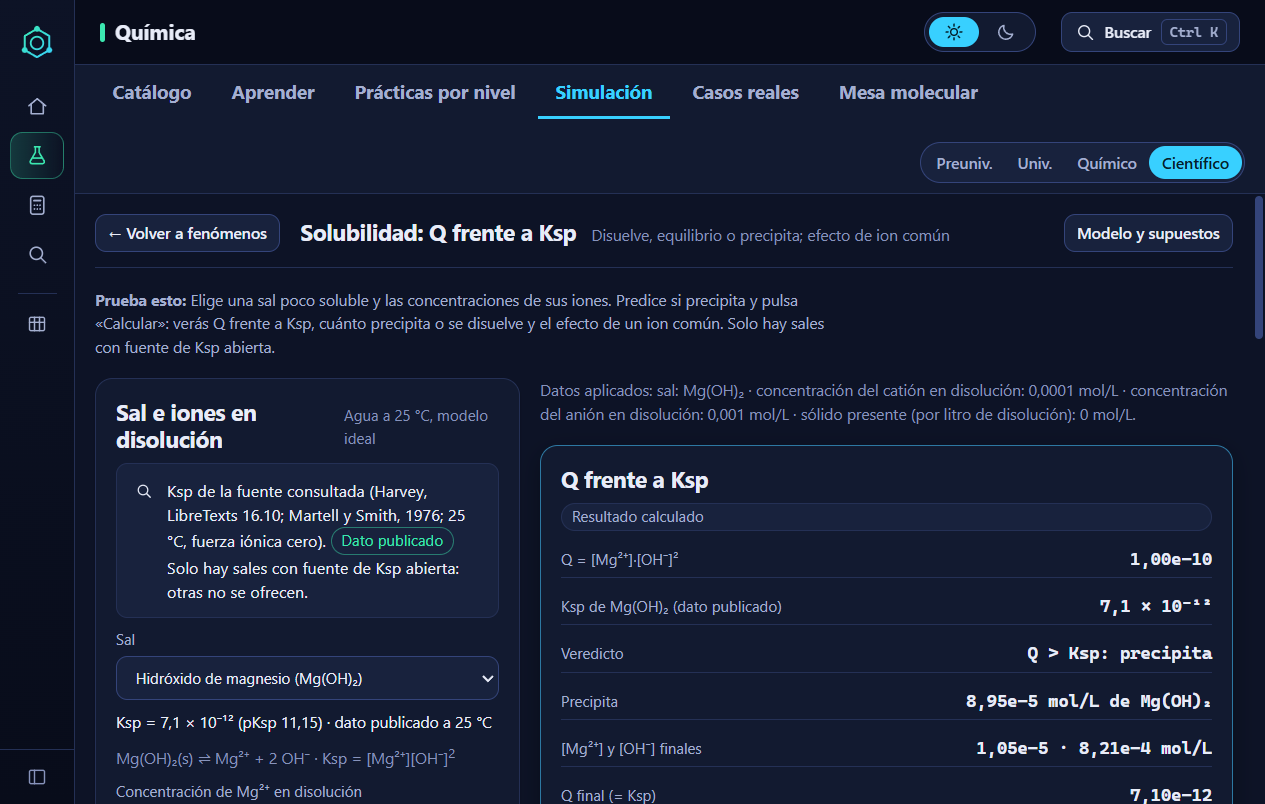 Química
Buscar Ctrl K
Catálogo Aprender Prácticas por nivel Simulación Casos reales Mesa molecular
Preuniv. Univ. Químico Científico
← Volver a fenómenos
Solubilidad: Q frente a Ksp
Disuelve, equilibrio o precipita; efecto de ion común
Modelo y supuestos
Prueba esto: Elige una sal poco soluble y las concentraciones de sus iones. Predice si precipita y pulsa
«Calcular»: verás Q frente a Ksp, cuánto precipita o se disuelve y el efecto de un ion común. Solo hay sales
con fuente de Ksp abierta.
Sal e iones en
disolución
Agua a 25 °C, modelo
ideal
Ksp de la fuente consultada (Harvey,
LibreTexts 16.10; Martell y Smith, 1976; 25
°C, fuerza iónica cero). Dato publicado
Solo hay sales con fuente de Ksp abierta:
otras no se ofrecen.
Sal
Hidróxido de magnesio (Mg(OH)₂)
Ksp = 7,1 × 10⁻¹² (pKsp 11,15) · dato publicado a 25 °C
Mg(OH)₂(s) ⇌ Mg²⁺ + 2 OH⁻ · Ksp = [Mg²⁺][OH⁻]²
Concentración de Mg²⁺ en disolución
Datos aplicados: sal: Mg(OH)₂ · concentración del catión en disolución: 0,0001 mol/L · concentración
del anión en disolución: 0,001 mol/L · sólido presente (por litro de disolución): 0 mol/L.
Q frente a Ksp
Resultado calculado
Q = [Mg²⁺]·[OH⁻]² 1,00e−10
Ksp de Mg(OH)₂ (dato publicado) 7,1 × 10⁻¹²
Veredicto Q > Ksp: precipita
Precipita 8,95e−5 mol/L de Mg(OH)₂
[Mg²⁺] y [OH⁻] finales 1,05e−5 · 8,21e−4 mol/L
Q final (= Ksp) 7,10e−12